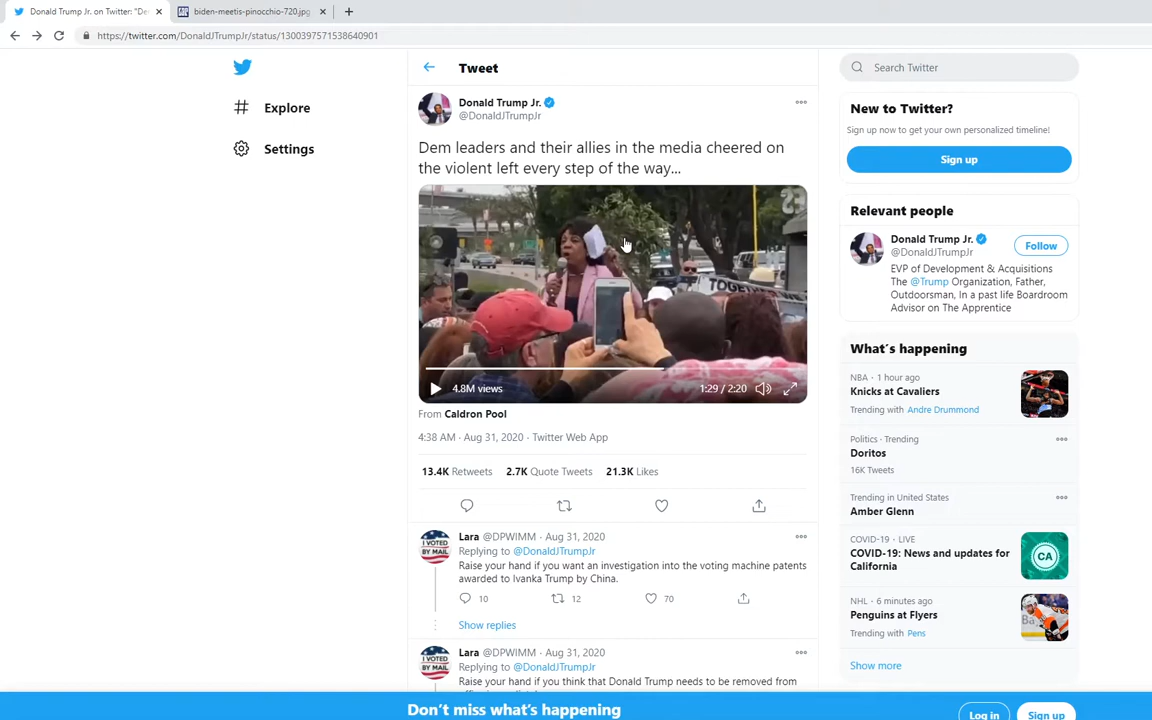 Donald Trump Jr. on Twitter: "De
biden-meetis-pinocchio-720.jpg
https://twitter.com/DonaldJTrumpJr/status/1300397571538640901
Explore
Settings
Tweet
Donald Trump Jr.
@DonaldJTrumpJr
Dem leaders and their allies in the media cheered on
the violent left every step of the way...
TOGETHER
4.8M views
1:29 / 2:20
From Caldron Pool
4:38 AM · Aug 31, 2020 · Twitter Web App
13.4K Retweets 2.7K Quote Tweets 21.3K Likes
Lara @DPWIMM · Aug 31, 2020
Replying to @DonaldJTrumpJr
Raise your hand if you want an investigation into the voting machine patents
awarded to Ivanka Trump by China.
10 12 70
Show replies
Lara @DPWIMM · Aug 31, 2020
Replying to @DonaldJTrumpJr
Raise your hand if you think that Donald Trump needs to be removed from
I VOTED
BY MAIL
I VOTED
BY MAIL
Search Twitter
New to Twitter?
Sign up now to get your own personalized timeline!
Sign up
Relevant people
Donald Trump Jr.
@DonaldJTrumpJr
Follow
EVP of Development & Acquisitions
The @Trump Organization, Father,
Outdoorsman, In a past life Boardroom
Advisor on The Apprentice
What's happening
NBA · 1 hour ago
Knicks at Cavaliers
Trending with Andre Drummond
Politics · Trending
Doritos
16K Tweets
Trending in United States
Amber Glenn
COVID-19 · LIVE
COVID-19: News and updates for
California
CA
NHL · 6 minutes ago
Penguins at Flyers
Trending with Pens
Show more
Don't miss what's happening
Log in
Sign up